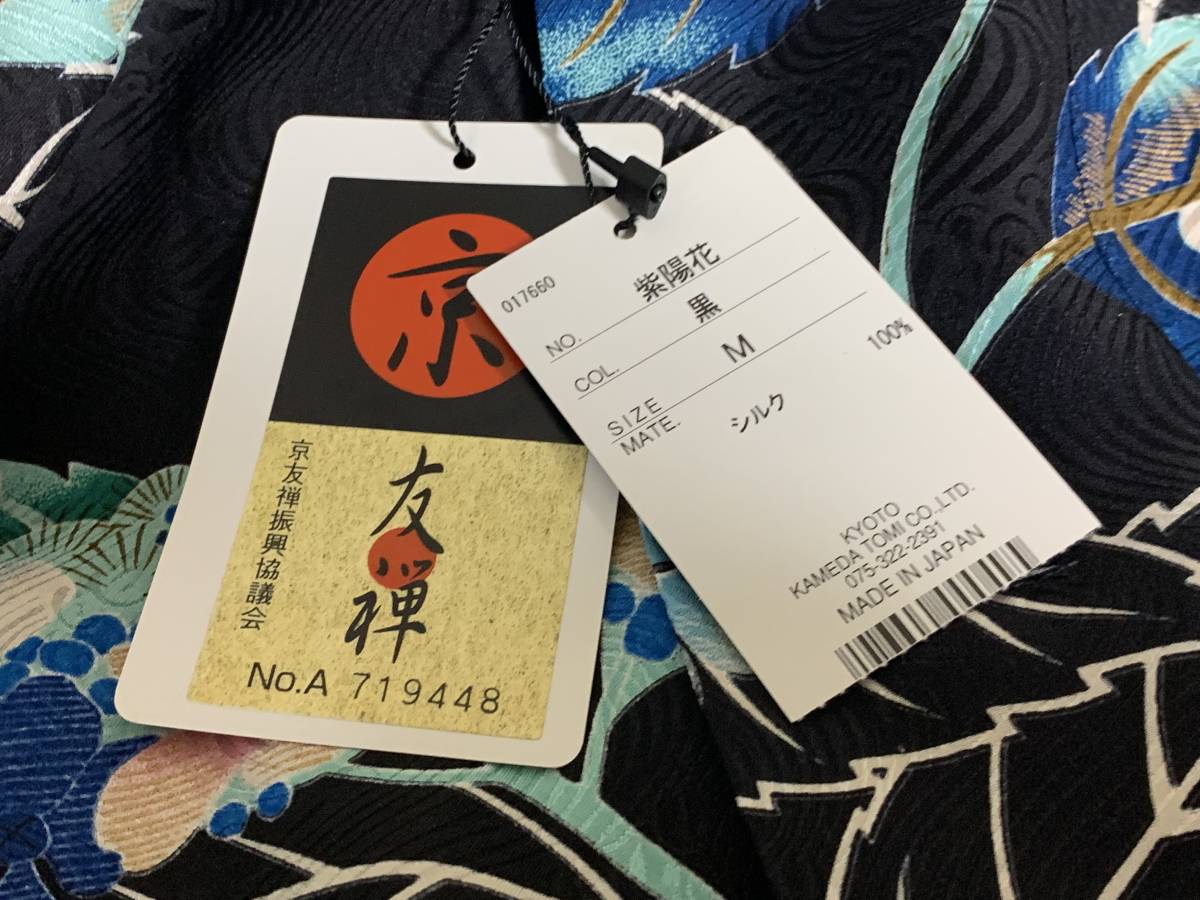 京
友禅
京友禅振興協議会
No.A 719448
017660
NO. 紫陽花
COL. 黒
SIZE M
MATE. シルク 100%
KYOTO
KAMEDA TOMI CO.,LTD.
075-322-2391
MADE IN JAPAN